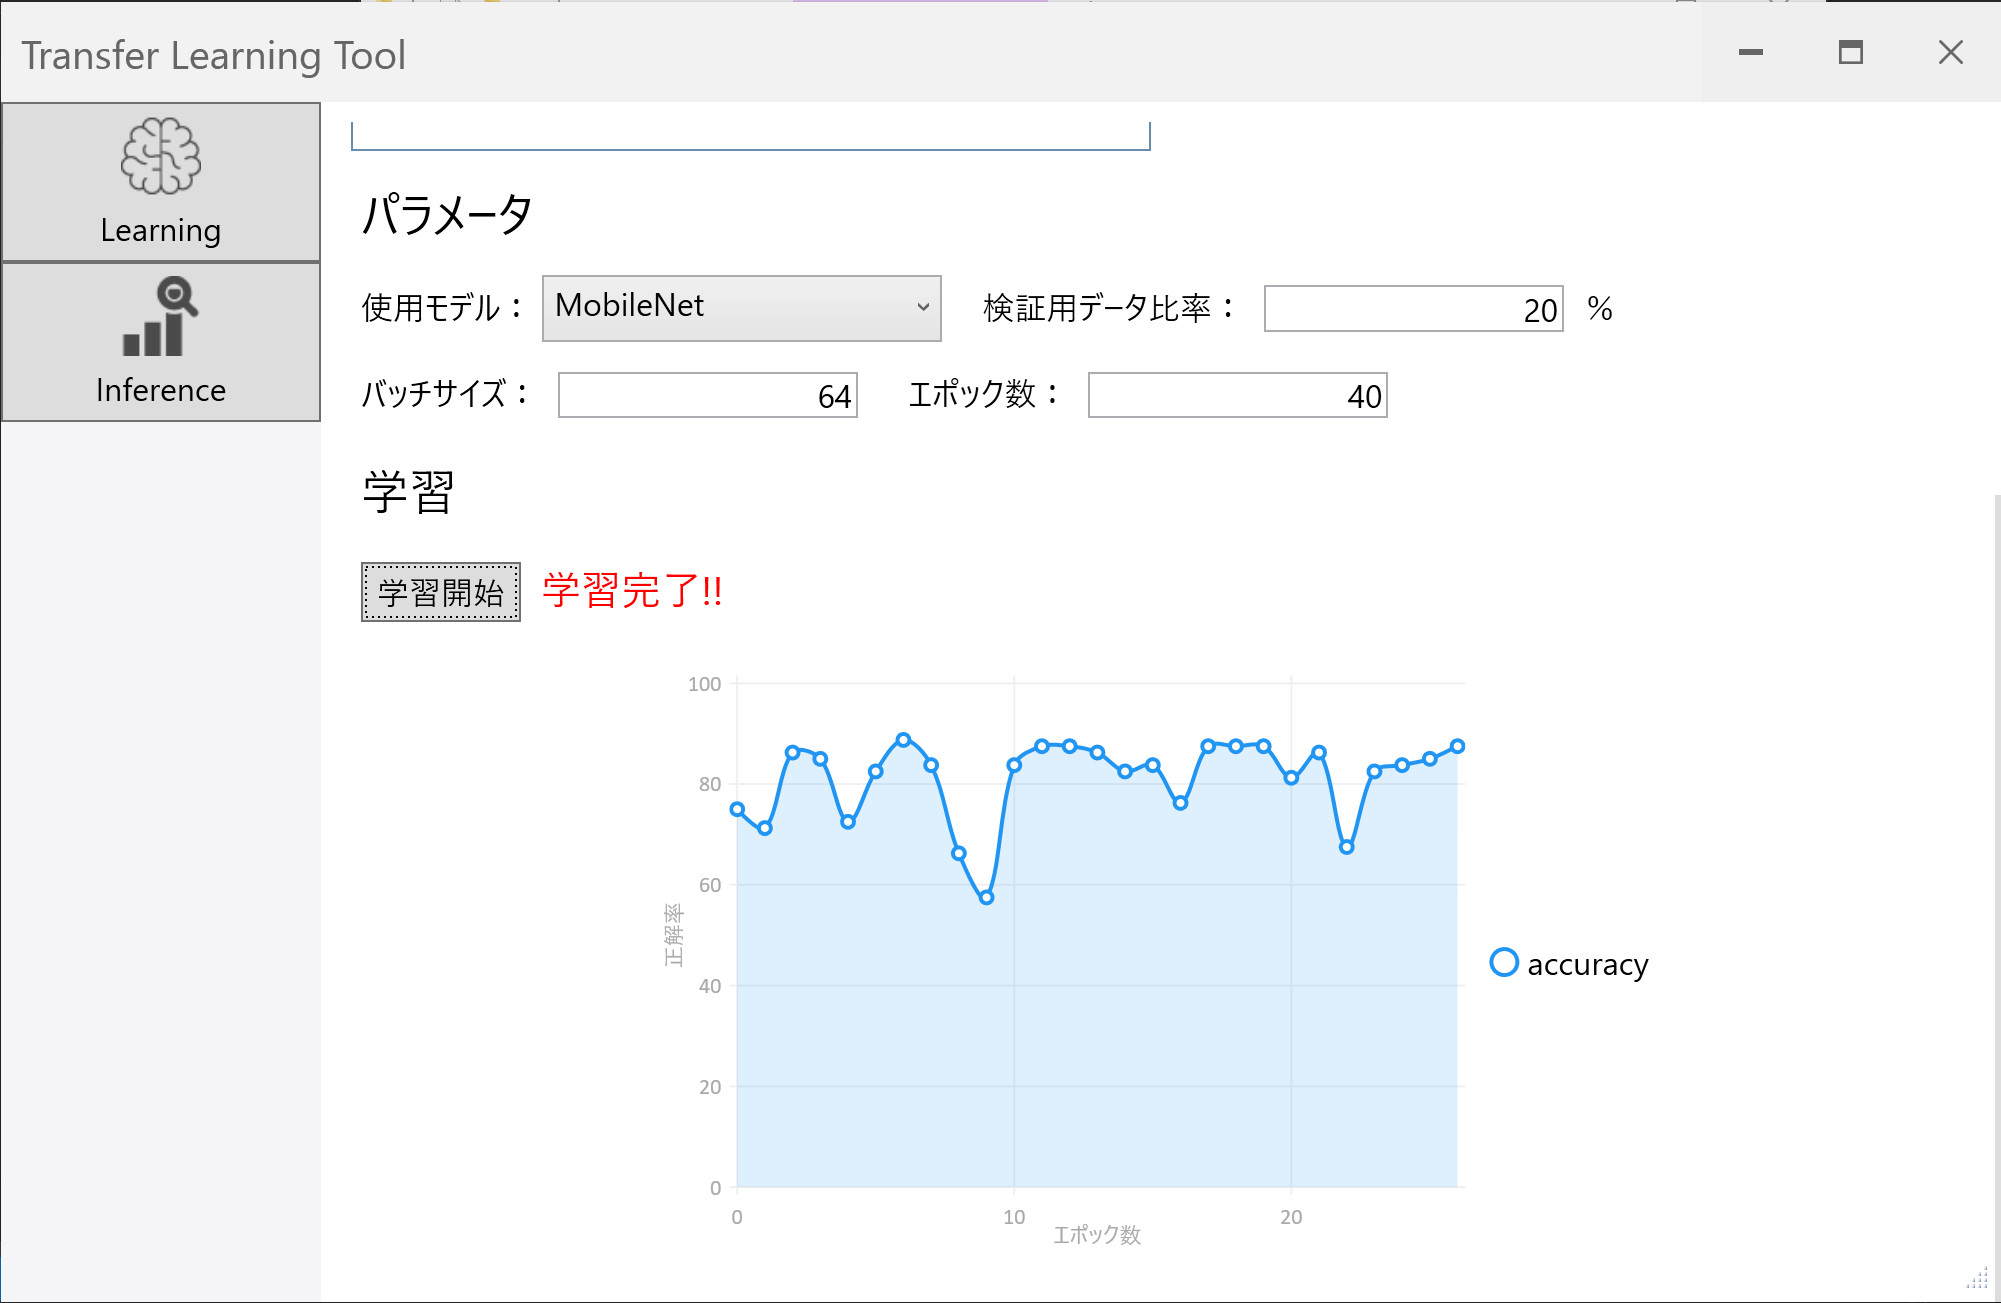 Transfer Learning Tool
Learning
Inference
パラメータ
使用モデル： MobileNet 検証用データ比率： 20 %
バッチサイズ： 64 エポック数： 40
学習
学習開始 学習完了!!
100
80
60
40
20
0
正解率
0 10 20
エポック数
accuracy